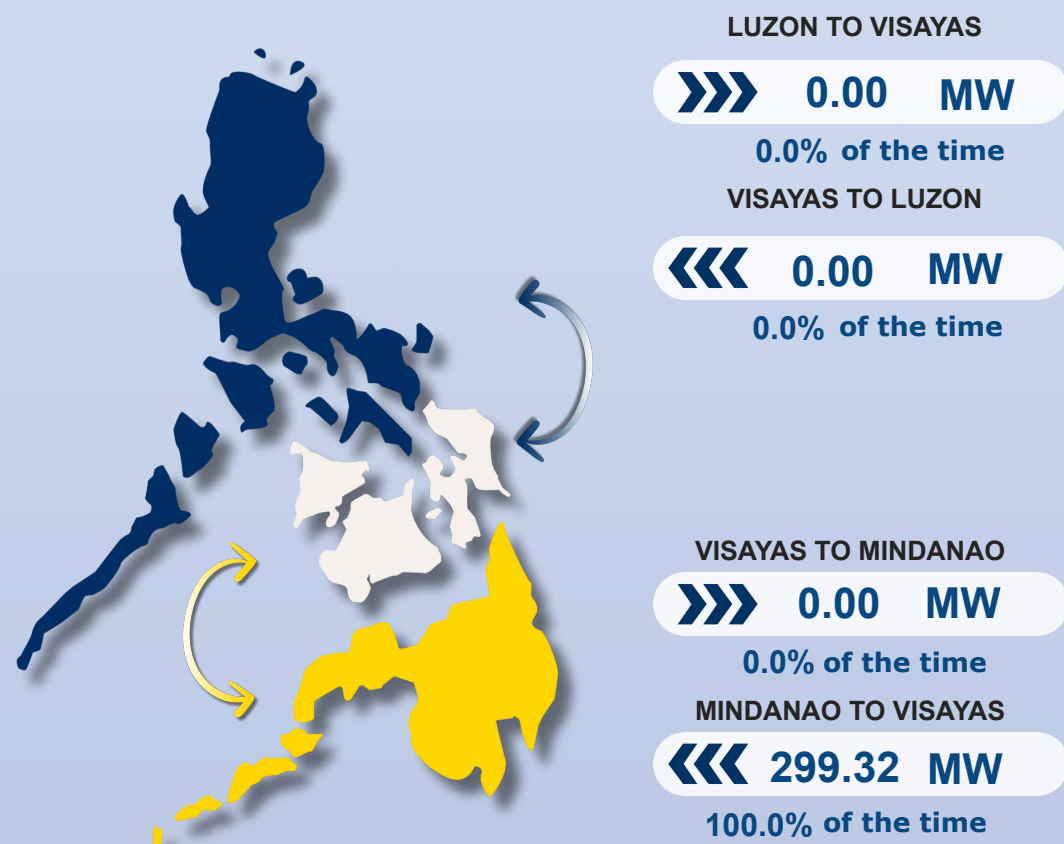 LUZON TO VISAYAS
0.00 MW
0.0% of the time
VISAYAS TO LUZON
0.00 MW
0.0% of the time
VISAYAS TO MINDANAO
0.00 MW
0.0% of the time
MINDANAO TO VISAYAS
299.32 MW
100.0% of the time